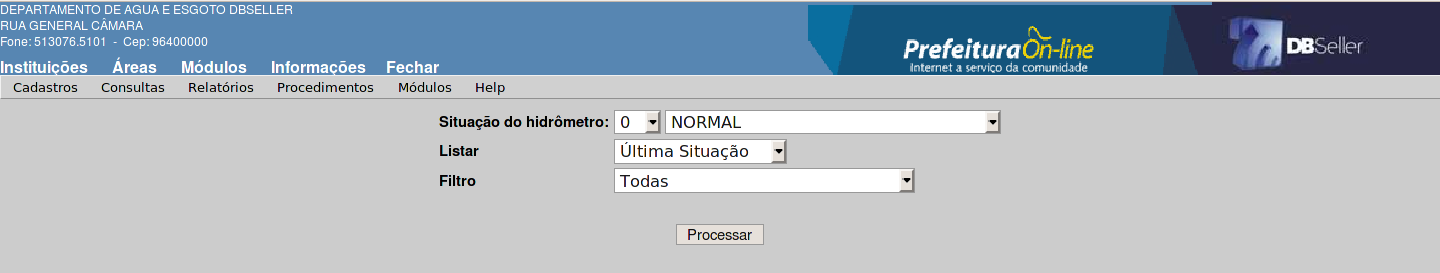 DEPARTAMENTO DE AGUA E ESGOTO DBSELLER
RUA GENERAL CÂMARA
Fone: 513076.5101 - Cep: 96400000
Prefeitura On-line
Internet a serviço da comunidade
DBSeller
Instituições Áreas Módulos Informações Fechar
Cadastros Consultas Relatórios Procedimentos Módulos Help
Situação do hidrômetro: 0 NORMAL
Listar Última Situação
Filtro Todas
Processar